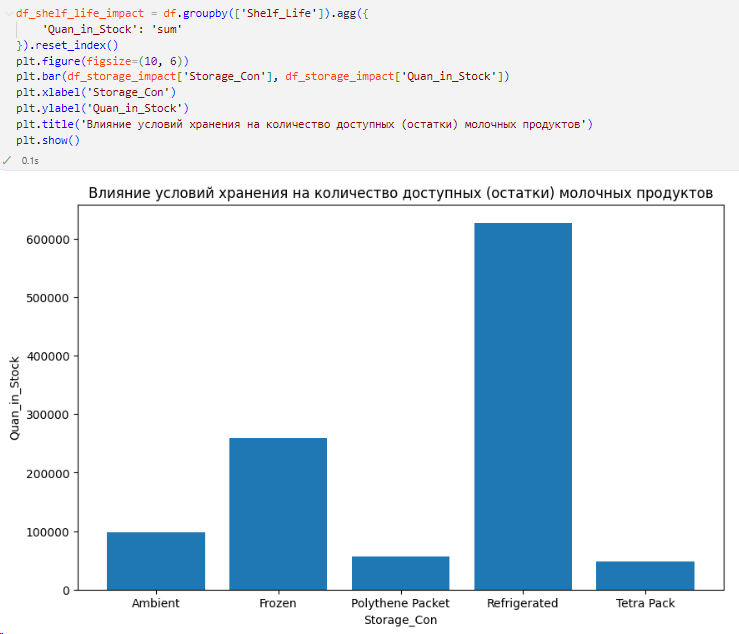 df_shelf_life_impact = df.groupby(['Shelf_Life']).agg({
    'Quan_in_Stock': 'sum'
}).reset_index()
plt.figure(figsize=(10, 6))
plt.bar(df_storage_impact['Storage_Con'], df_storage_impact['Quan_in_Stock'])
plt.xlabel('Storage_Con')
plt.ylabel('Quan_in_Stock')
plt.title('Влияние условий хранения на количество доступных (остатки) молочных продуктов')
plt.show()
0.1s
Влияние условий хранения на количество доступных (остатки) молочных продуктов
600000
500000
400000
300000
200000
100000
0
Quan_in_Stock
Ambient Frozen Polythene Packet Refrigerated Tetra Pack
Storage_Con